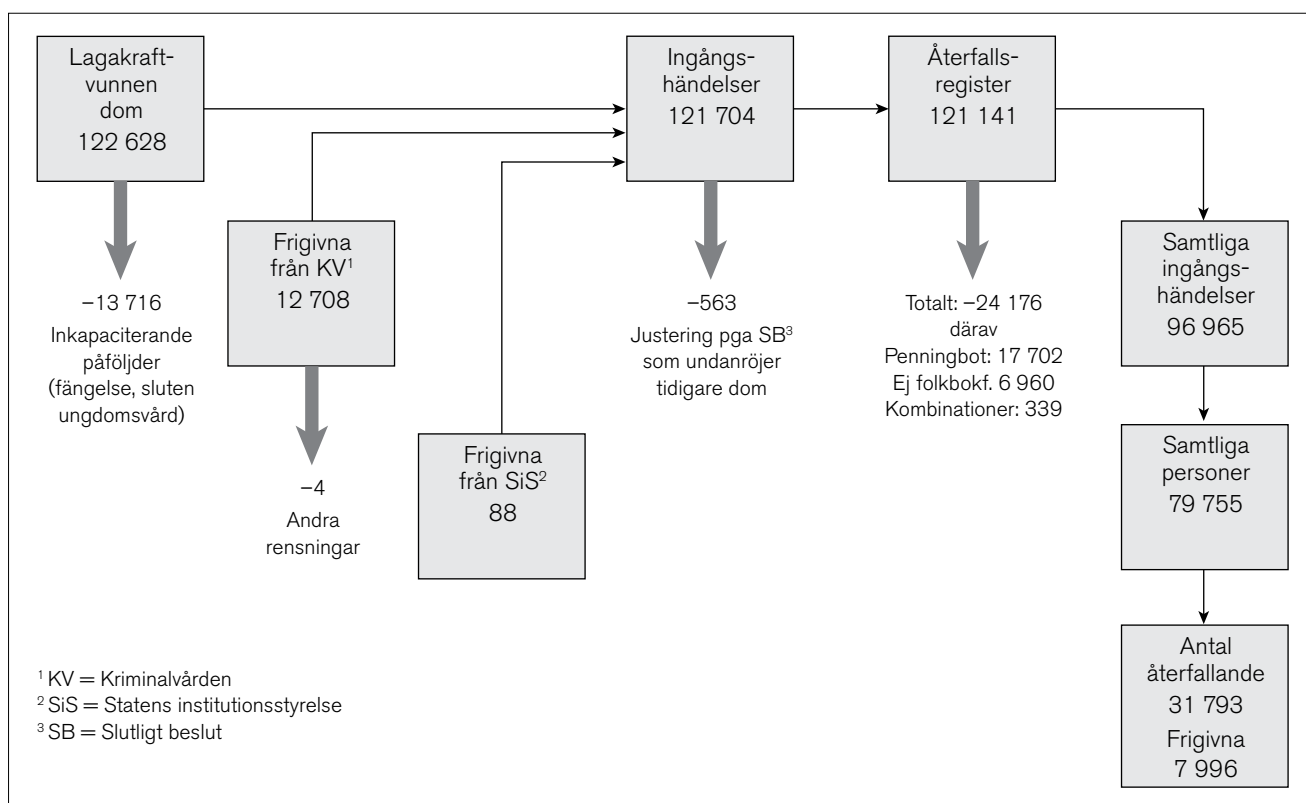 Lagakraft-
vunnen
dom
122 628
–13 716
Inkapaciterande
påföljder
(fängelse, sluten
ungdomsvård)
Frigivna
från KV¹
12 708
–4
Andra
rensningar
Frigivna
från SiS²
88
Ingångs-
händelser
121 704
–563
Justering pga SB³
som undanröjer
tidigare dom
Återfalls-
register
121 141
Totalt: –24 176
därav
Penningbot: 17 702
Ej folkbokf. 6 960
Kombinationer: 339
Samtliga
ingångs-
händelser
96 965
Samtliga
personer
79 755
Antal
återfallande
31 793
Frigivna
7 996
¹ KV = Kriminalvården
² SiS = Statens institutionsstyrelse
³ SB = Slutligt beslut